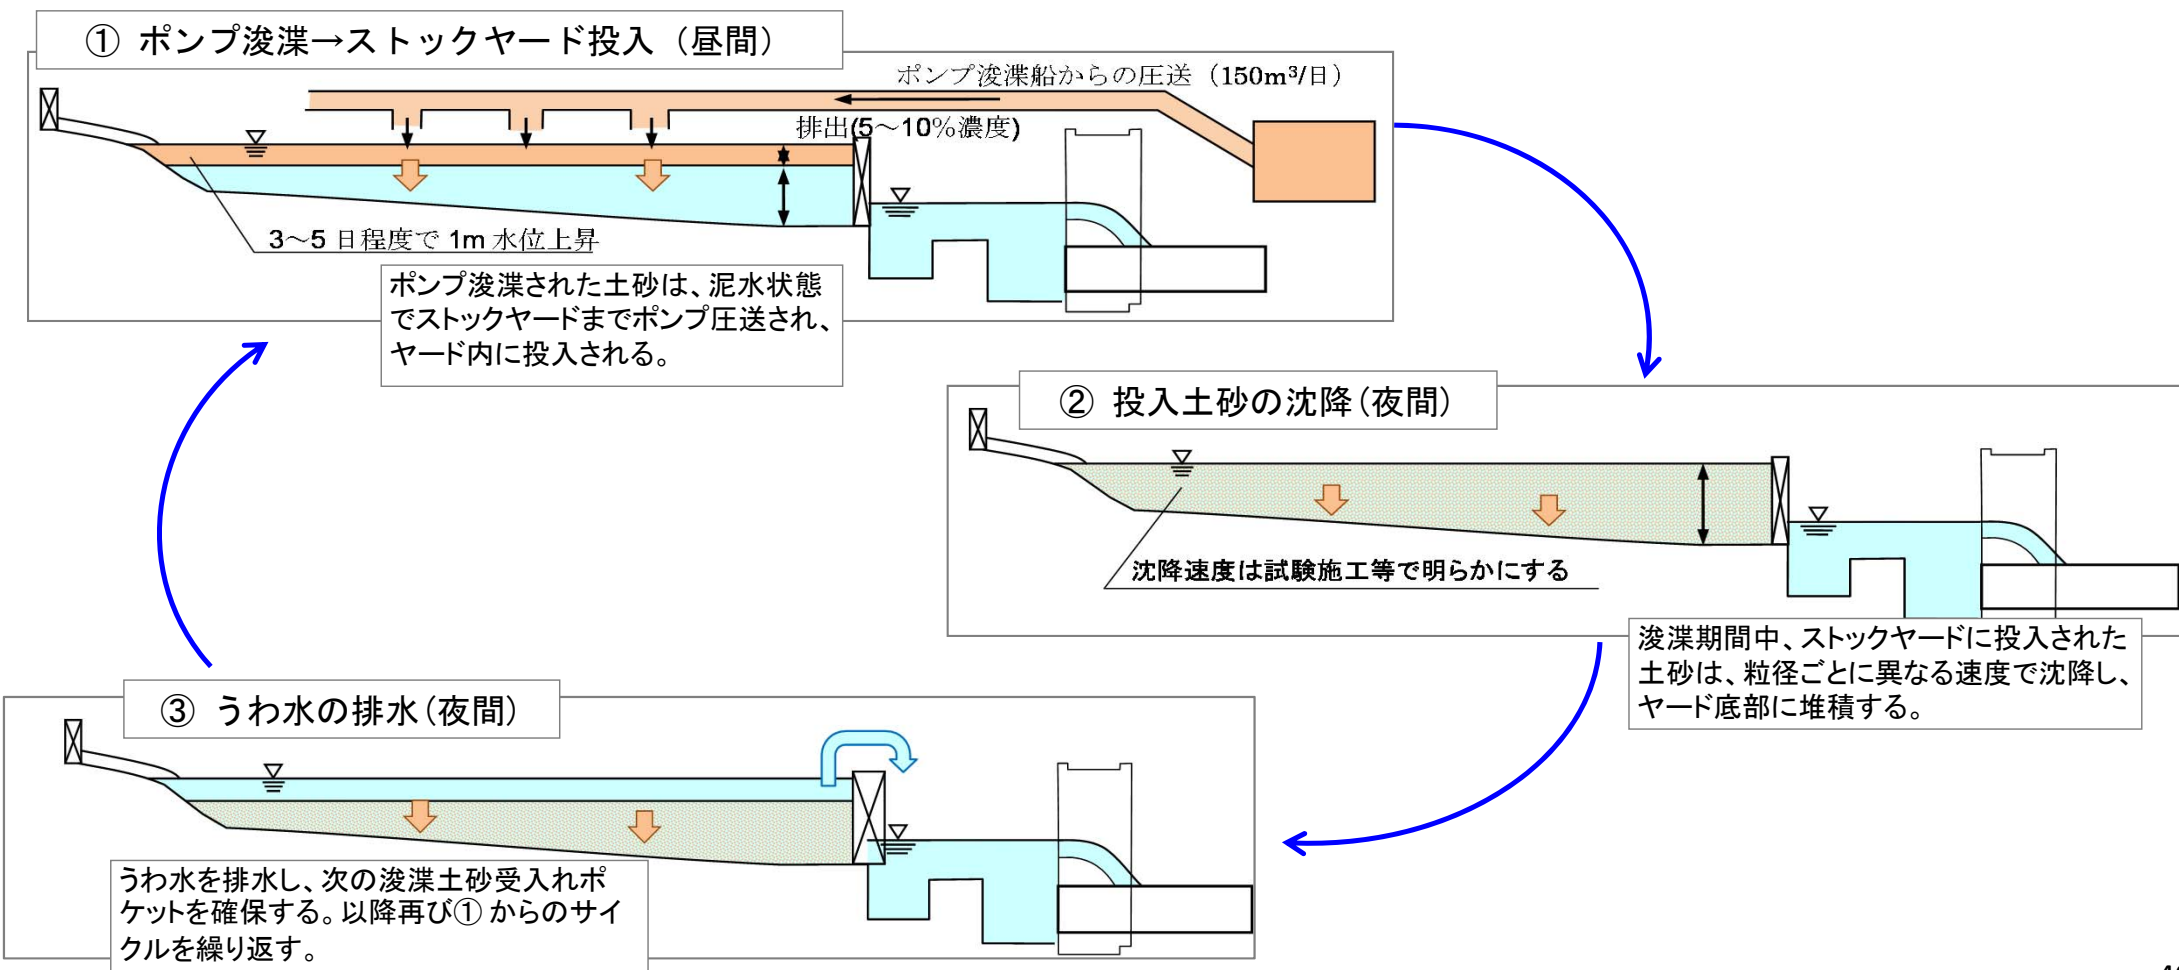 ① ポンプ浚渫→ストックヤード投入（昼間）
ポンプ浚渫船からの圧送（150m³/日）
排出(5～10%濃度)
3～5 日程度で 1m 水位上昇
ポンプ浚渫された土砂は、泥水状態
でストックヤードまでポンプ圧送され、
ヤード内に投入される。
② 投入土砂の沈降（夜間）
沈降速度は試験施工等で明らかにする
浚渫期間中、ストックヤードに投入された
土砂は、粒径ごとに異なる速度で沈降し、
ヤード底部に堆積する。
③ うわ水の排水（夜間）
うわ水を排水し、次の浚渫土砂受入れポ
ケットを確保する。以降再び① からのサイ
クルを繰り返す。